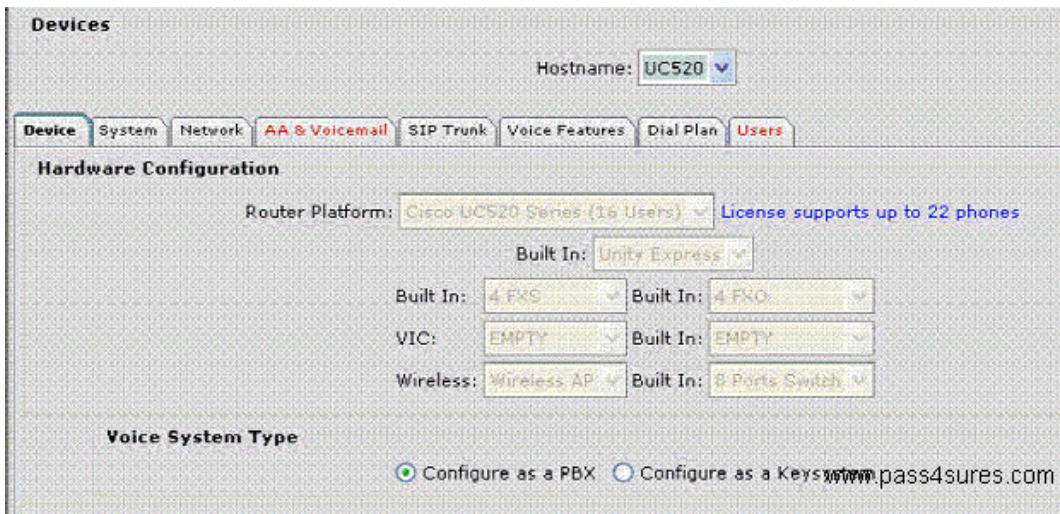 Devices
Hostname: UC520
Device System Network AA & Voicemail SIP Trunk Voice Features Dial Plan Users
Hardware Configuration
Router Platform: Cisco UC520 Series (16 Users) License supports up to 22 phones
Built In: Unity Express
Built In: 4 FXS Built In: 4 FXO
VIC: EMPTY Built In: EMPTY
Wireless: Wireless AP Built In: 8 Ports Switch
Voice System Type
Configure as a PBX Configure as a Keysystem
www.pass4sures.com